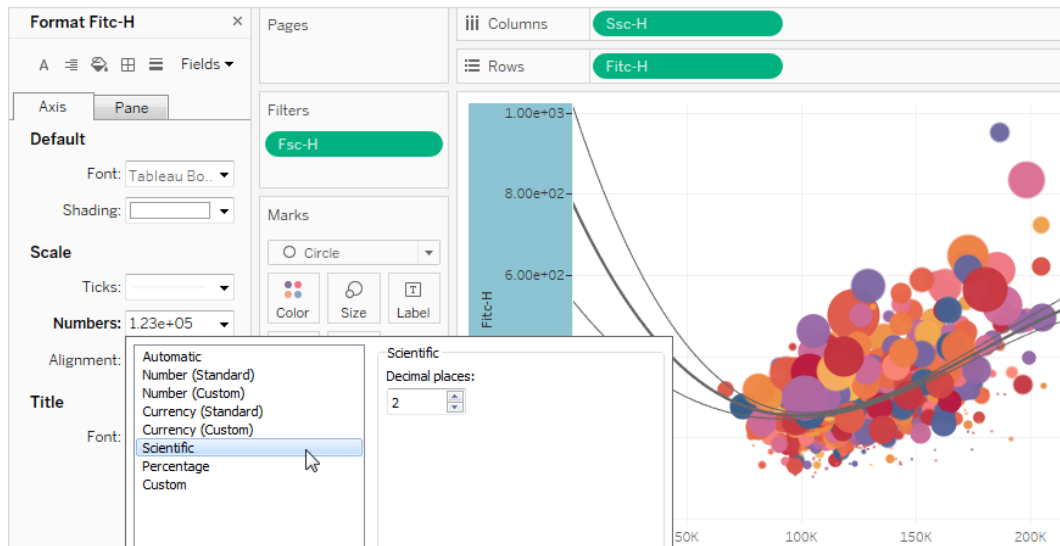 Format Fitc-H ×
A Fields
Axis Pane
Default
Font: Tableau Bo..
Shading:
Scale
Ticks:
Numbers: 1.23e+05
Alignment:
Title
Font:
Automatic
Number (Standard)
Number (Custom)
Currency (Standard)
Currency (Custom)
Scientific
Percentage
Custom
Scientific
Decimal places:
2
Pages
Filters
Fsc-H
Marks
Circle
Color Size Label
T
Columns Ssc-H
Rows Fitc-H
1.00e+03
8.00e+02
6.00e+02
Fitc-H
50K 100K 150K 200K